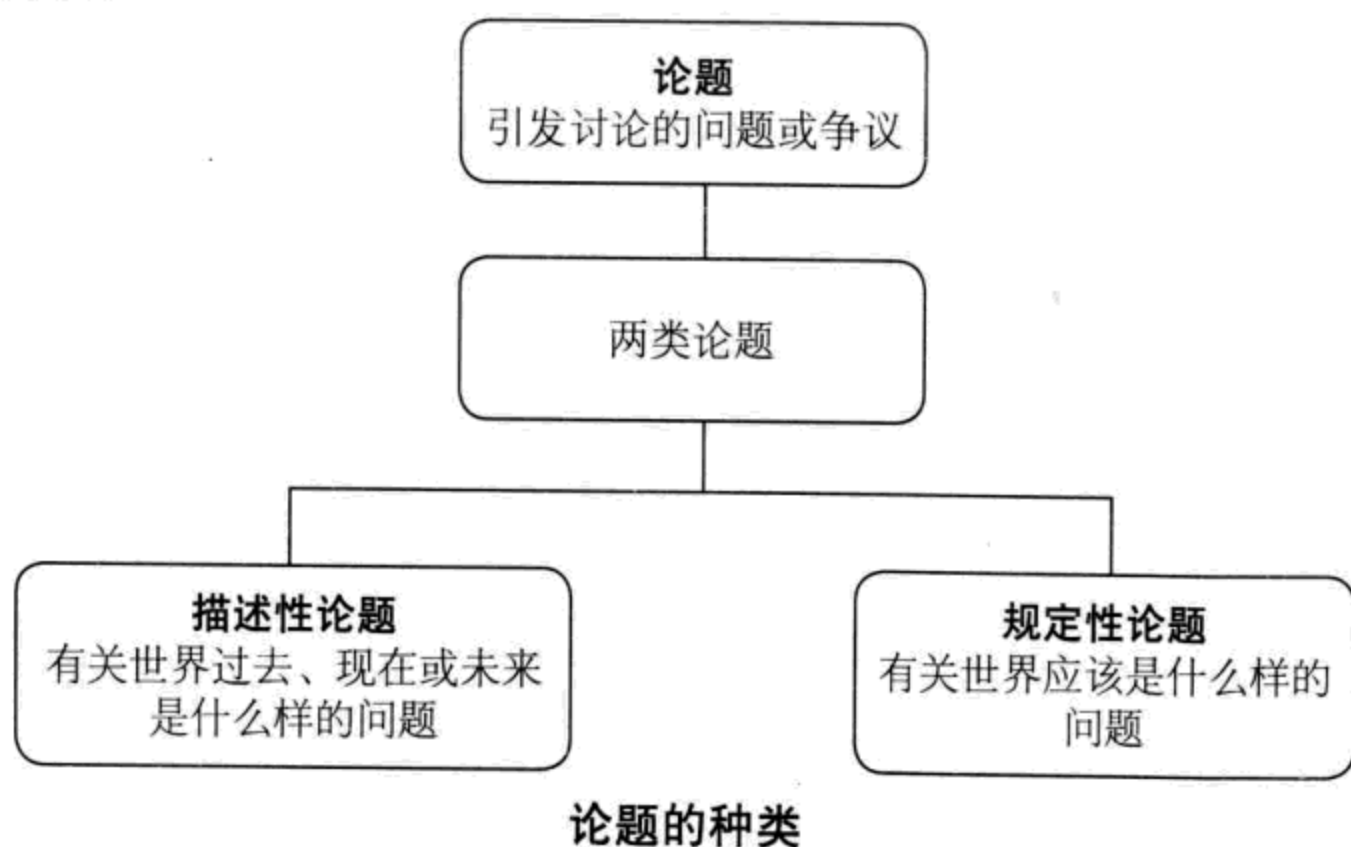 论题
引发讨论的问题或争议
两类论题
描述性论题
有关世界过去、现在或未来
是什么样的问题
规定性论题
有关世界应该是什么样的
问题
论题的种类